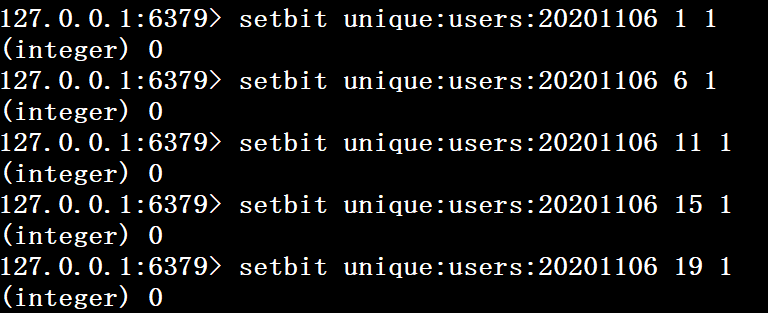 127.0.0.1:6379> setbit unique:users:20201106 1 1
(integer) 0
127.0.0.1:6379> setbit unique:users:20201106 6 1
(integer) 0
127.0.0.1:6379> setbit unique:users:20201106 11 1
(integer) 0
127.0.0.1:6379> setbit unique:users:20201106 15 1
(integer) 0
127.0.0.1:6379> setbit unique:users:20201106 19 1
(integer) 0